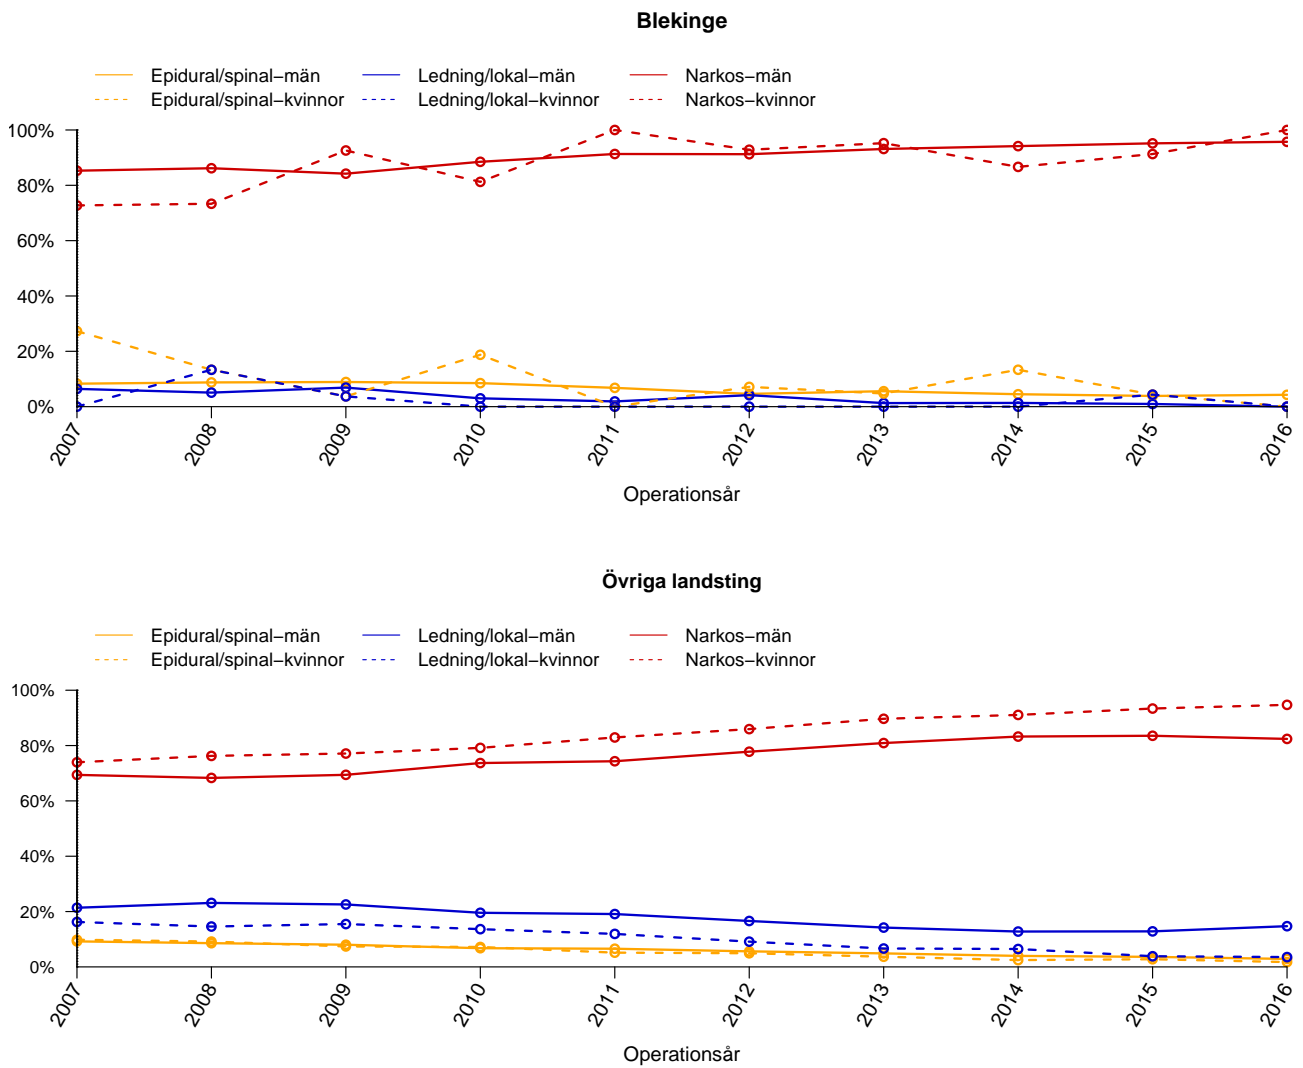 Blekinge
Epidural/spinal−män Ledning/lokal−män Narkos−män
Epidural/spinal−kvinnor Ledning/lokal−kvinnor Narkos−kvinnor
100%
80%
60%
40%
20%
0%
2007 2008 2009 2010 2011 2012 2013 2014 2015 2016
Operationsår
Övriga landsting
Epidural/spinal−män Ledning/lokal−män Narkos−män
Epidural/spinal−kvinnor Ledning/lokal−kvinnor Narkos−kvinnor
100%
80%
60%
40%
20%
0%
2007 2008 2009 2010 2011 2012 2013 2014 2015 2016
Operationsår